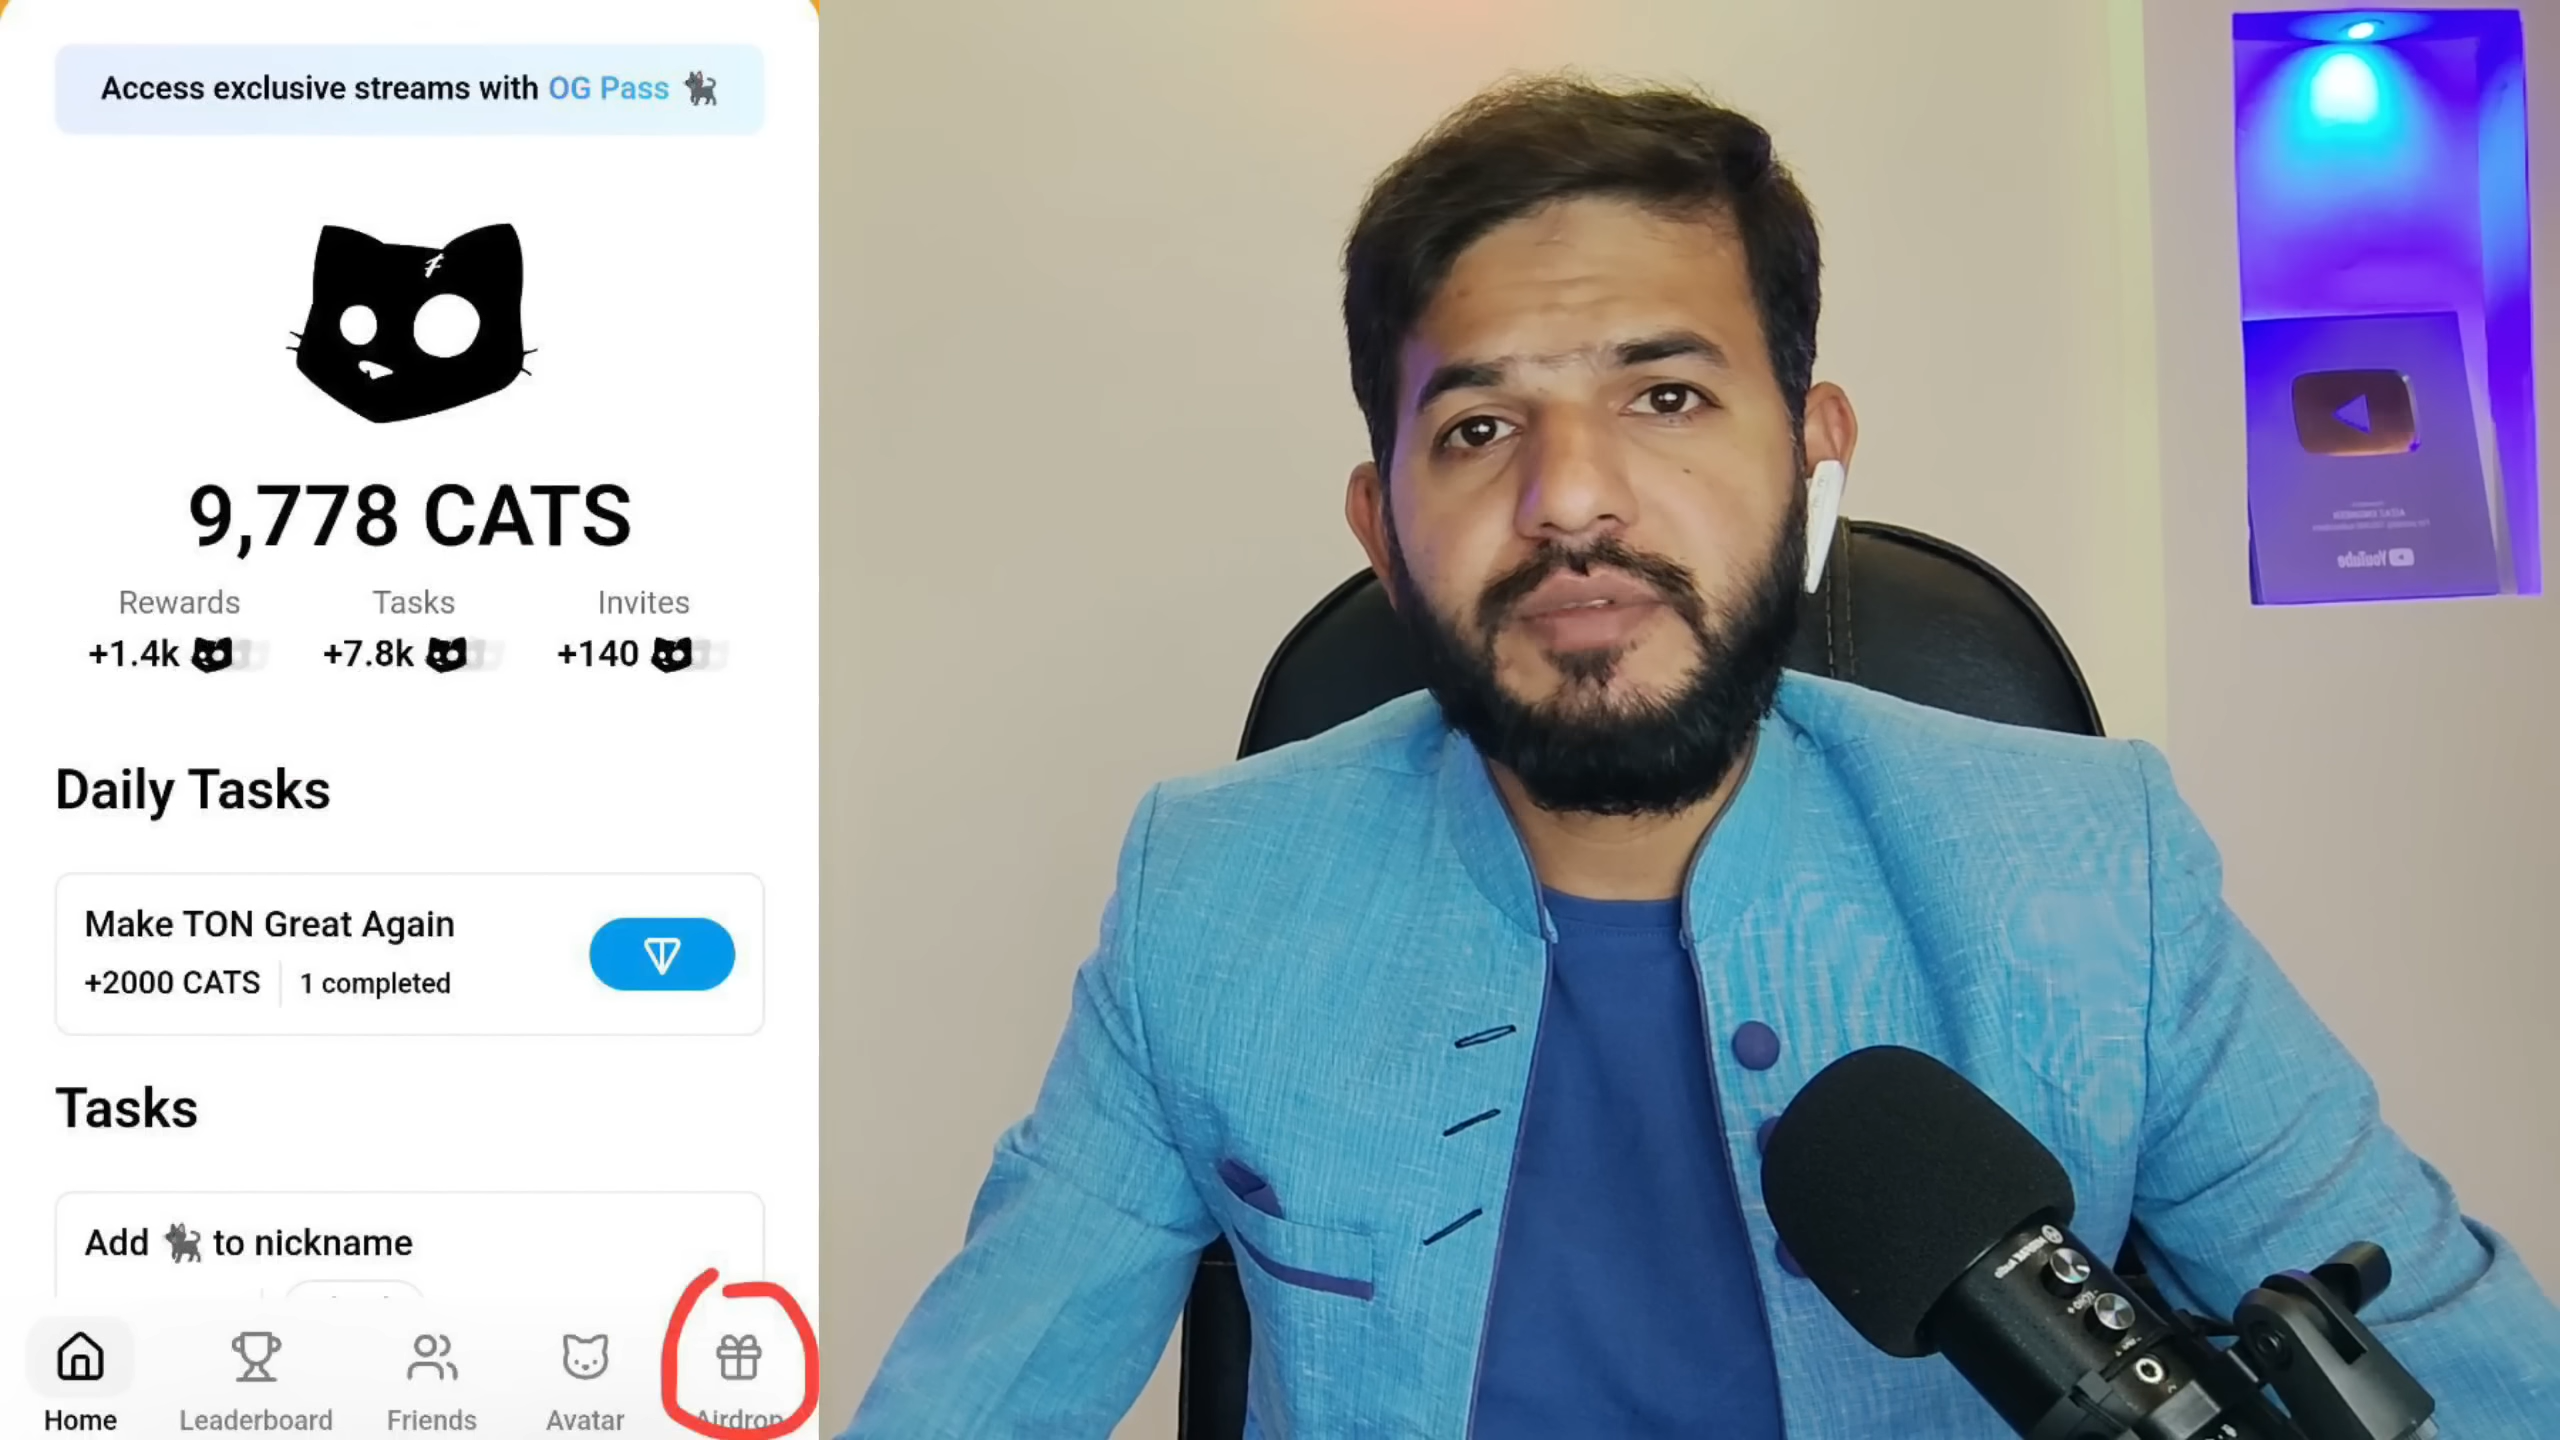 Access exclusive streams with OG Pass 🐈‍⬛
9,778 CATS
Rewards
Tasks
Invites
+1.4k
+7.8k
+140
Daily Tasks
Make TON Great Again
+2000 CATS
1 completed
Tasks
Add 🐈‍⬛ to nickname
Home
Leaderboard
Friends
Avatar
Airdrop
YouTube